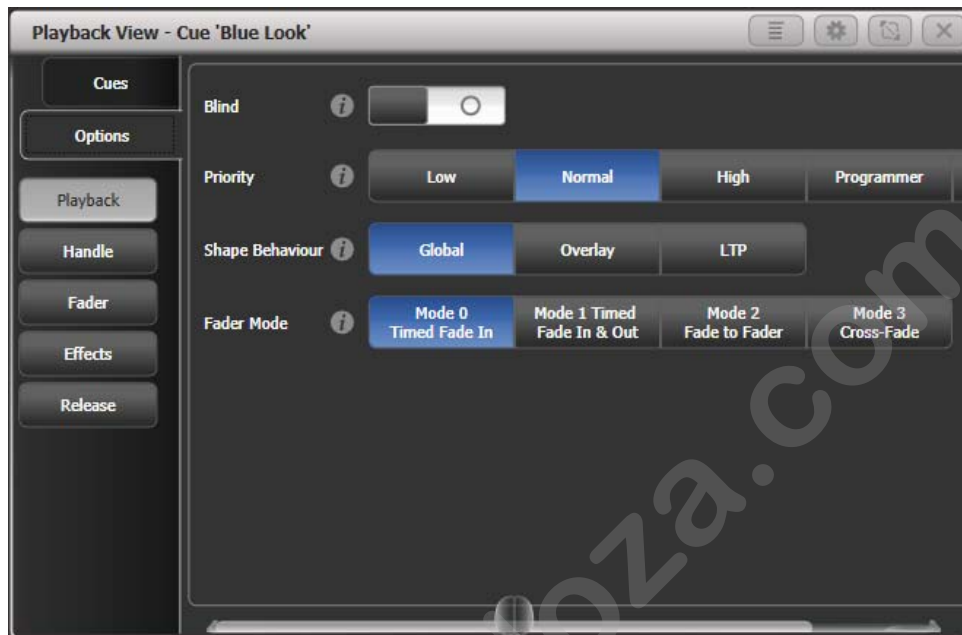 Playback View - Cue 'Blue Look'
Cues
Options
Playback
Handle
Fader
Effects
Release
Blind
Priority
Low
Normal
High
Programmer
Shape Behaviour
Global
Overlay
LTP
Fader Mode
Mode 0
Timed Fade In
Mode 1 Timed
Fade In & Out
Mode 2
Fade to Fader
Mode 3
Cross-Fade
oza.com